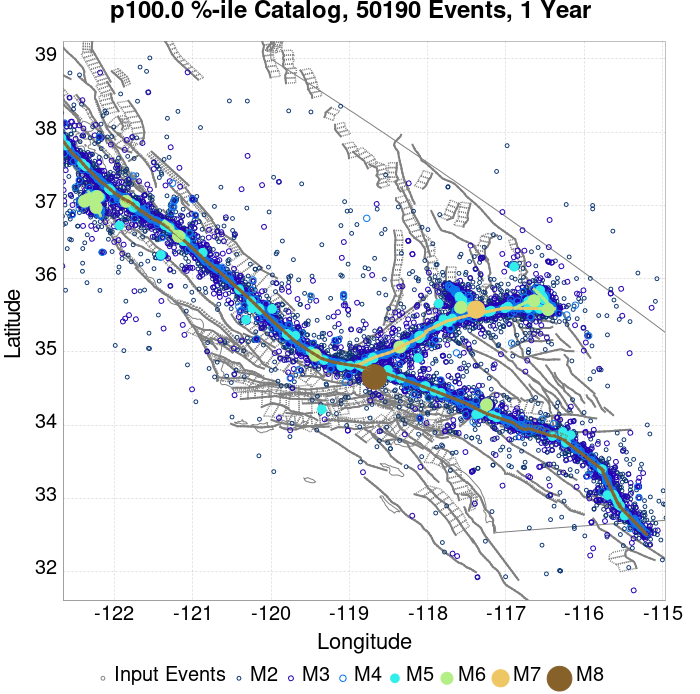 p100.0 %-ile Catalog, 50190 Events, 1 Year
39
38
37
36
35
34
33
32
Latitude
-122 -121 -120 -119 -118 -117 -116 -115
Longitude
Input Events M2 M3 M4 M5 M6 M7 M8